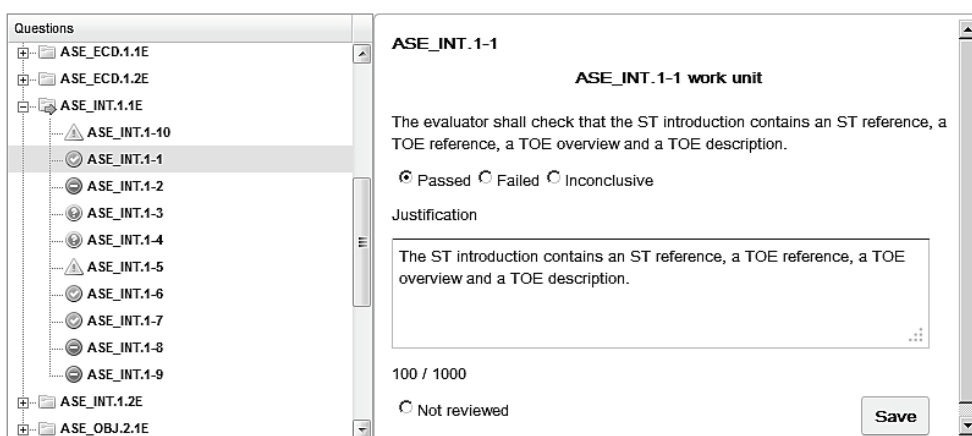 Questions
ASE_ECD.1.1E
ASE_ECD.1.2E
ASE_INT.1.1E
ASE_INT.1-10
ASE_INT.1-1
ASE_INT.1-2
ASE_INT.1-3
ASE_INT.1-4
ASE_INT.1-5
ASE_INT.1-6
ASE_INT.1-7
ASE_INT.1-8
ASE_INT.1-9
ASE_INT.1.2E
ASE_OBJ.2.1E
ASE_INT.1-1
ASE_INT.1-1 work unit
The evaluator shall check that the ST introduction contains an ST reference, a
TOE reference, a TOE overview and a TOE description.
Passed Failed Inconclusive
Justification
The ST introduction contains an ST reference, a TOE reference, a TOE
overview and a TOE description.
100 / 1000
Not reviewed
Save